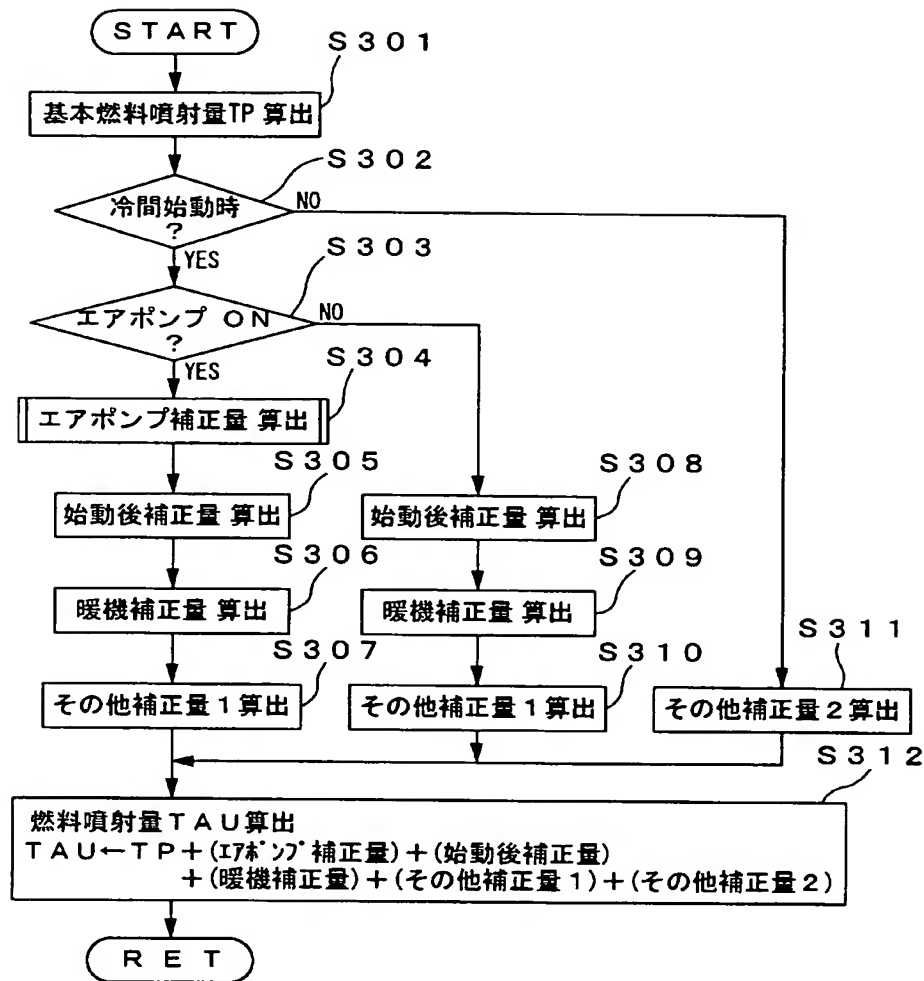 ＳＴＡＲＴ
Ｓ３０１
基本燃料噴射量TP 算出
Ｓ３０２
冷間始動時
?
NO
YES
Ｓ３０３
エアポンプ ＯＮ
?
NO
YES
Ｓ３０４
エアポンプ補正量 算出
Ｓ３０５
始動後補正量 算出
Ｓ３０８
始動後補正量 算出
Ｓ３０６
暖機補正量 算出
Ｓ３０９
暖機補正量 算出
Ｓ３０７
その他補正量１算出
Ｓ３１０
その他補正量１算出
Ｓ３１１
その他補正量２算出
Ｓ３１２
燃料噴射量ＴＡＵ算出
ＴＡＵ←ＴＰ＋(ｴｱﾎﾟﾝﾌﾟ補正量)＋(始動後補正量)
＋(暖機補正量)＋(その他補正量１)＋(その他補正量２)
ＲＥＴ